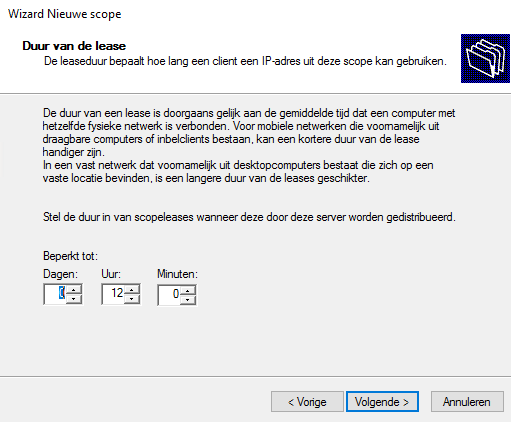 Wizard Nieuwe scope
Duur van de lease
De leaseduur bepaalt hoe lang een client een IP-adres uit deze scope kan gebruiken.
De duur van een lease is doorgaans gelijk aan de gemiddelde tijd dat een computer met
hetzelfde fysieke netwerk is verbonden. Voor mobiele netwerken die voornamelijk uit
draagbare computers of inbelclients bestaan, kan een kortere duur van de lease
handiger zijn.
In een vast netwerk dat voornamelijk uit desktopcomputers bestaat die zich op een
vaste locatie bevinden, is een langere duur van de leases geschikter.
Stel de duur in van scopeleases wanneer deze door deze server worden gedistribueerd.
Beperkt tot:
Dagen: Uur: Minuten:
12 0
< Vorige Volgende > Annuleren